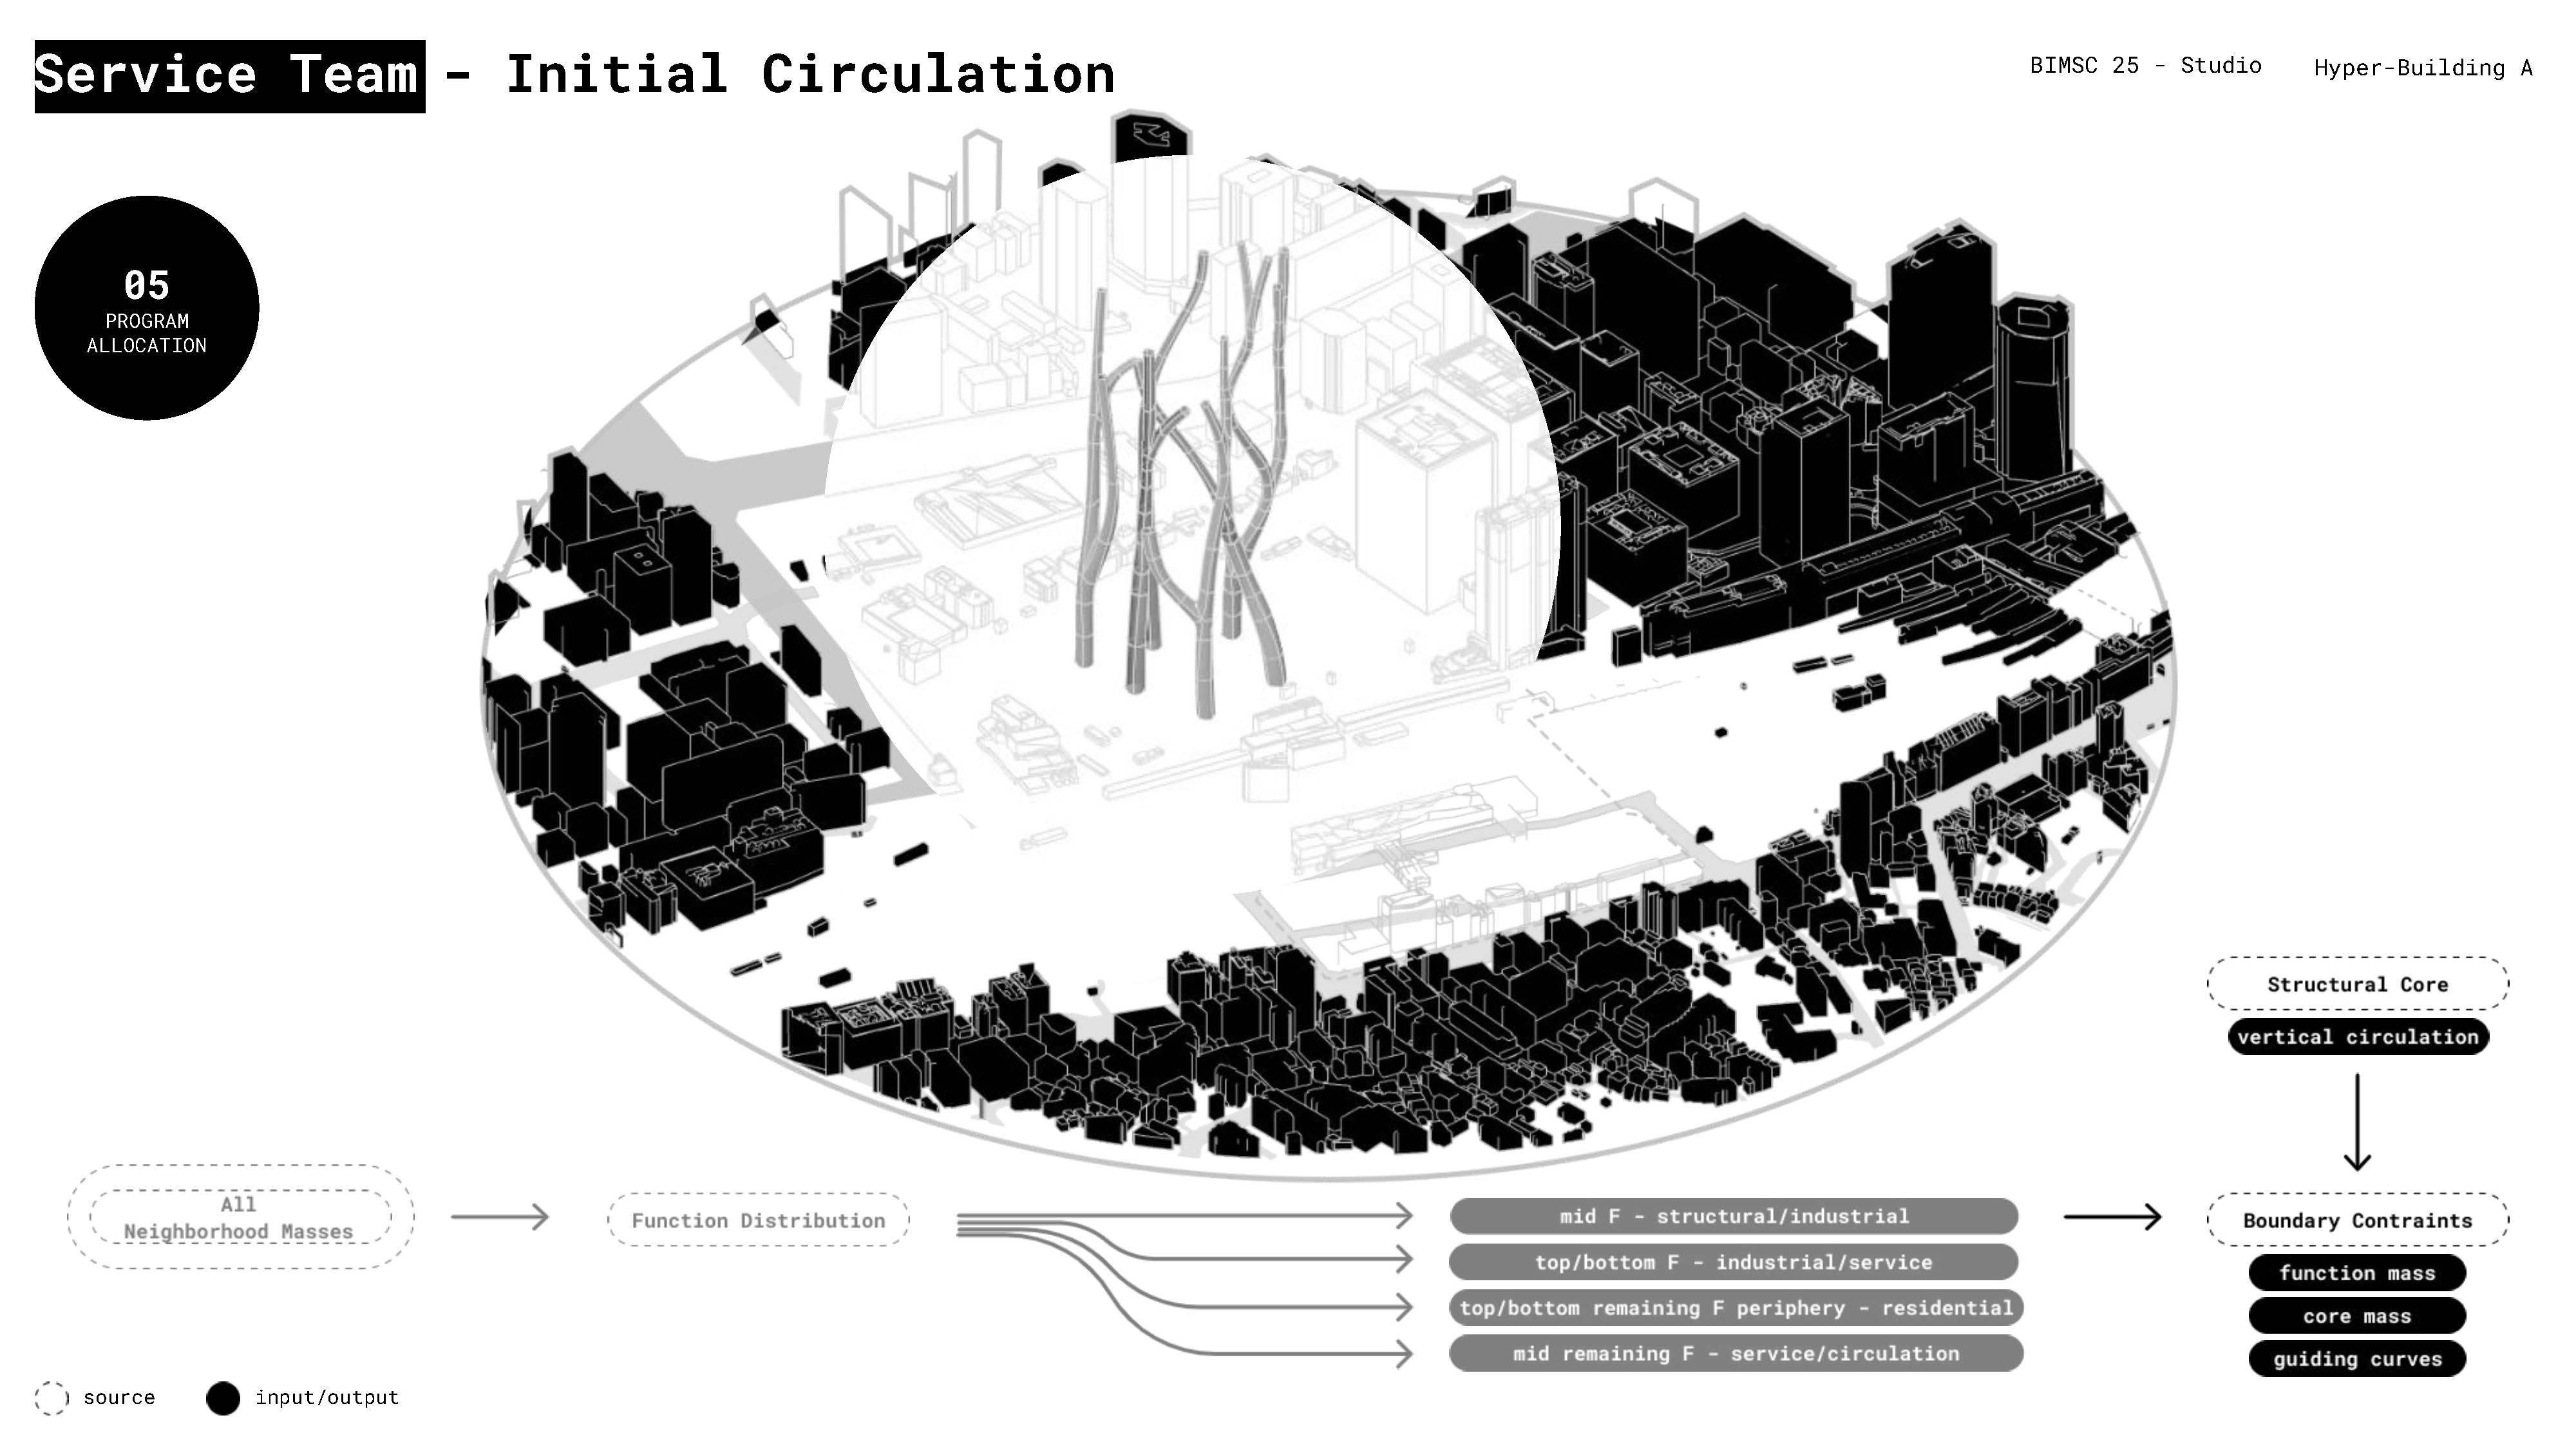 Service Team - Initial Circulation
BIMSC 25 - Studio
Hyper-Building A
05
PROGRAM
ALLOCATION
Structural Core
vertical circulation
All
Neighborhood Masses
Function Distribution
mid F - structural/industrial
top/bottom F - industrial/service
top/bottom remaining F periphery - residential
mid remaining F - service/circulation
Boundary Contraints
function mass
core mass
guiding curves
source
input/output